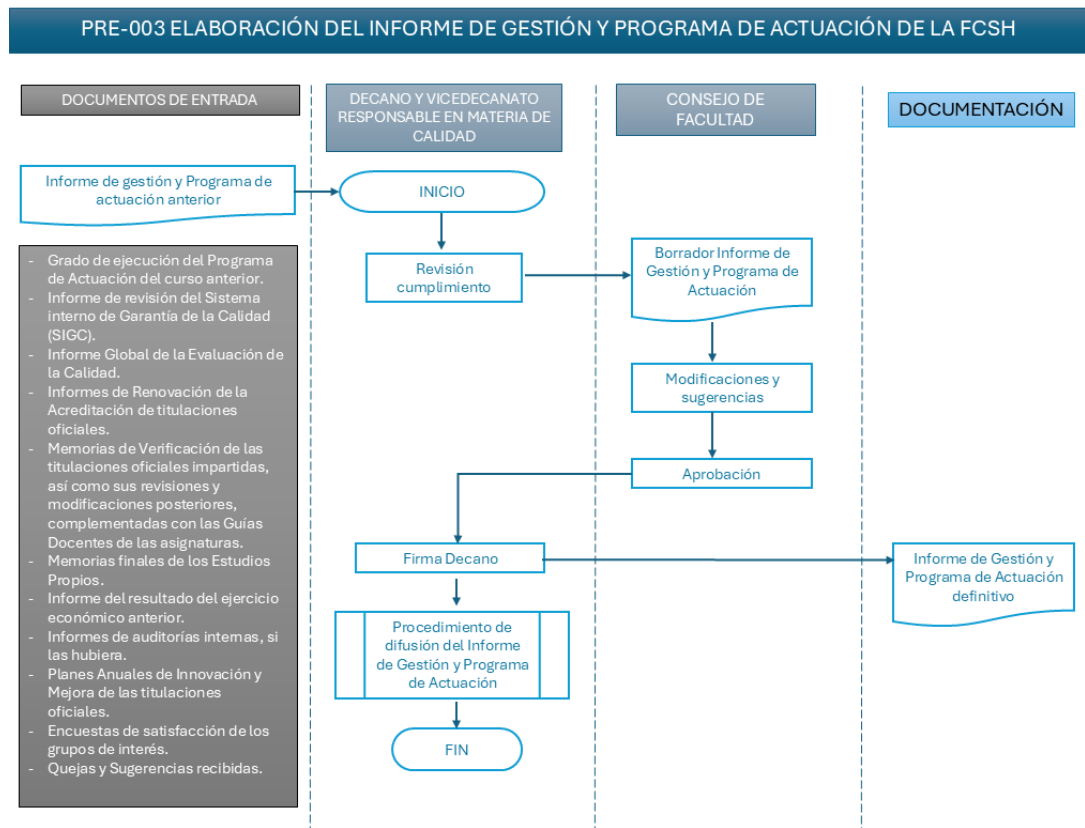 PRE-003 ELABORACIÓN DEL INFORME DE GESTIÓN Y PROGRAMA DE ACTUACIÓN DE LA FCSH
DOCUMENTOS DE ENTRADA
DECANO Y VICEDECANATO
RESPONSABLE EN MATERIA DE
CALIDAD
CONSEJO DE
FACULTAD
DOCUMENTACIÓN
Informe de gestión y Programa de
actuación anterior
INICIO
- Grado de ejecución del Programa
de Actuación del curso anterior.
- Informe de revisión del Sistema
interno de Garantía de la Calidad
(SIGC).
- Informe Global de la Evaluación de
la Calidad.
- Informes de Renovación de la
Acreditación de titulaciones
oficiales.
- Memorias de Verificación de las
titulaciones oficiales impartidas,
así como sus revisiones y
modificaciones posteriores,
complementadas con las Guías
Docentes de las asignaturas.
- Memorias finales de los Estudios
Propios.
- Informe del resultado del ejercicio
económico anterior.
- Informes de auditorías internas, si
las hubiera.
- Planes Anuales de Innovación y
Mejora de las titulaciones
oficiales.
- Encuestas de satisfacción de los
grupos de interés.
- Quejas y Sugerencias recibidas.
Revisión
cumplimiento
Borrador Informe de
Gestión y Programa de
Actuación
Modificaciones y
sugerencias
Aprobación
Firma Decano
Informe de Gestión y
Programa de Actuación
definitivo
Procedimiento de
difusión del Informe
de Gestión y Programa
de Actuación
FIN